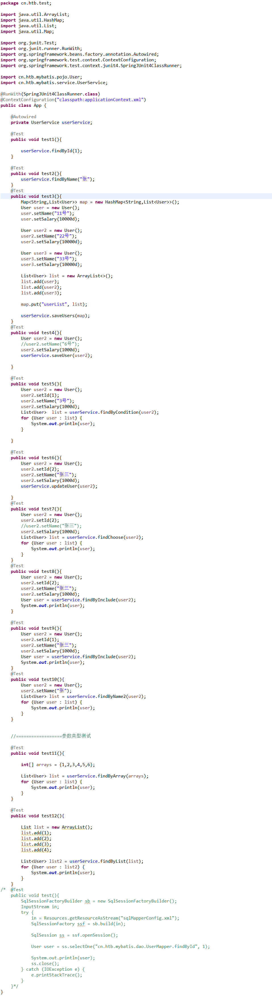 package cn.htb.test;

import java.util.ArrayList;
import java.util.HashMap;
import java.util.List;
import java.util.Map;

import org.junit.Test;
import org.junit.runner.RunWith;
import org.springframework.beans.factory.annotation.Autowired;
import org.springframework.test.context.ContextConfiguration;
import org.springframework.test.context.junit4.SpringJUnit4ClassRunner;

import cn.htb.mybatis.pojo.User;
import cn.htb.mybatis.service.UserService;

@RunWith(SpringJUnit4ClassRunner.class)
@ContextConfiguration("classpath:applicationContext.xml")
public class App {

    @Autowired
    private UserService userService;

    @Test
    public void test1(){

        userService.findById(1);
    }

    @Test
    public void test2(){
        userService.findByName("张");
    }
    @Test
    public void test3(){
        Map<String,List<User>> map = new HashMap<String,List<User>>();
        User user = new User();
        user.setName("11号");
        user.setSalary(10000d);

        User user2 = new User();
        user2.setName("22号");
        user2.setSalary(10000d);

        User user3 = new User();
        user3.setName("33号");
        user3.setSalary(10000d);

        List<User> list = new ArrayList<>();
        list.add(user);
        list.add(user2);
        list.add(user3);

        map.put("userList", list);

        userService.saveUsers(map);
    }
    @Test
    public void test4(){
        User user2 = new User();
        //user2.setName("6号");
        user2.setSalary(1000d);
        userService.saveUser(user2);

    }

    @Test
    public void test5(){
        User user2 = new User();
        user2.setId(1);
        user2.setName("3号");
        user2.setSalary(1000d);
        List<User>  list = userService.findByCondition(user2);
        for (User user : list) {
            System.out.println(user);
        }

    }

    @Test
    public void test6(){
        User user2 = new User();
        user2.setId(2);
        user2.setName("张三");
        user2.setSalary(1000d);
        userService.updateUser(user2);

    }
    @Test
    public void test7(){
        User user2 = new User();
        user2.setId(2);
        //user2.setName("张三");
        user2.setSalary(1000d);
        List<User> list = userService.findChoose(user2);
        for (User user : list) {
            System.out.println(user);
        }
    }
    @Test
    public void test8(){
        User user2 = new User();
        user2.setId(2);
        user2.setName("张三");
        user2.setSalary(1000d);
        User user = userService.findByInclude(user2);
        System.out.println(user);
    }

    @Test
    public void test9(){
        User user2 = new User();
        user2.setId(1);
        user2.setName("张三");
        user2.setSalary(1000d);
        User user = userService.findByInclude(user2);
        System.out.println(user);
    }
    @Test
    public void test10(){
        User user2 = new User();
        user2.setName("张");
        List<User> list = userService.findByName2(user2);
        for (User user : list) {
            System.out.println(user);
        }
    }


    //==================参数类型测试

    @Test
    public void test11(){

        int[] arrays = {1,2,3,4,5,6};

        List<User> list = userService.findByArray(arrays);
        for (User user : list) {
            System.out.println(user);
        }
    }

    @Test
    public void test12(){

        List list = new ArrayList();
        list.add(1);
        list.add(2);
        list.add(3);
        list.add(4);

        List<User> list2 = userService.findByList(list);
        for (User user : list2) {
            System.out.println(user);
        }
    }
/*  @Test
    public void test(){
        SqlSessionFactoryBuilder sb = new SqlSessionFactoryBuilder();
        InputStream in;
        try {
            in = Resources.getResourceAsStream("sqlMapperConfig.xml");
            SqlSessionFactory ssf = sb.build(in);

            SqlSession ss = ssf.openSession();

            User user = ss.selectOne("cn.htb.mybatis.dao.UserMapper.findById", 1);

            System.out.println(user);
            ss.close();
        } catch (IOException e) {
            e.printStackTrace();
        }
    }*/
}